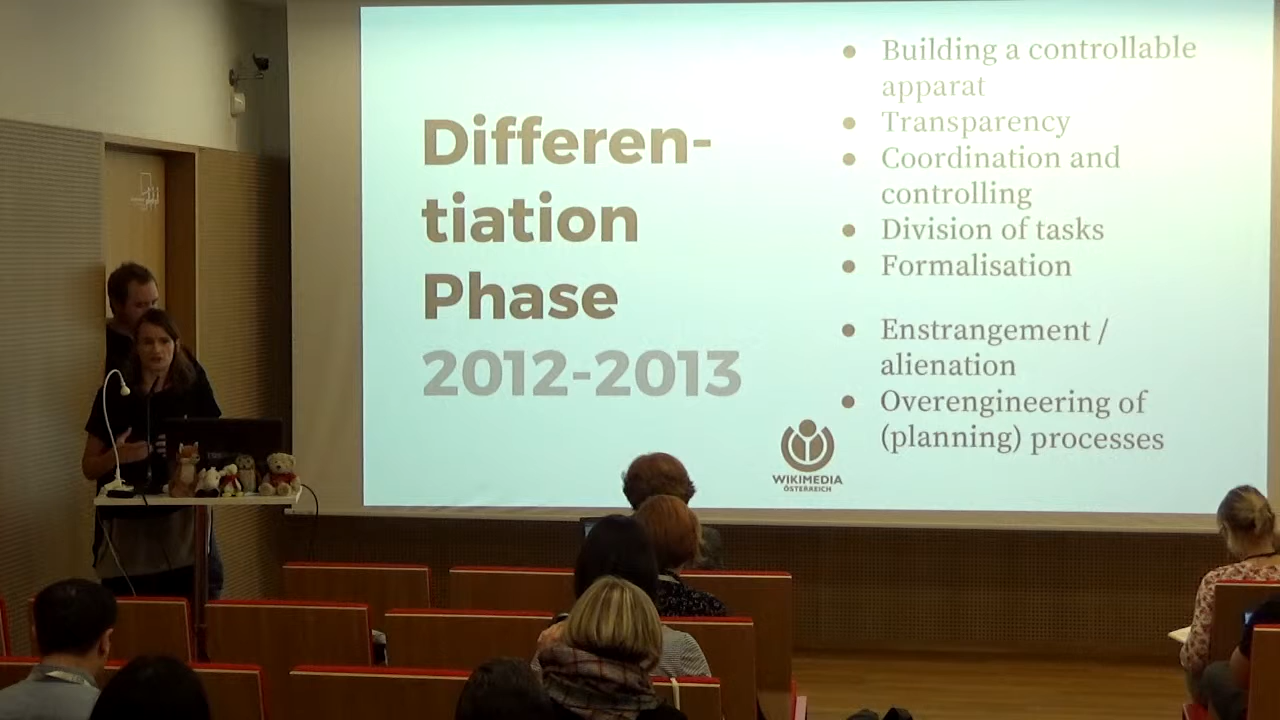 Differen-
tiation
Phase
2012-2013
• Building a controllable
apparat
• Transparency
• Coordination and
controlling
• Division of tasks
• Formalisation
• Enstrangement /
alienation
• Overengineering of
(planning) processes
WIKIMEDIA
ÖSTERREICH